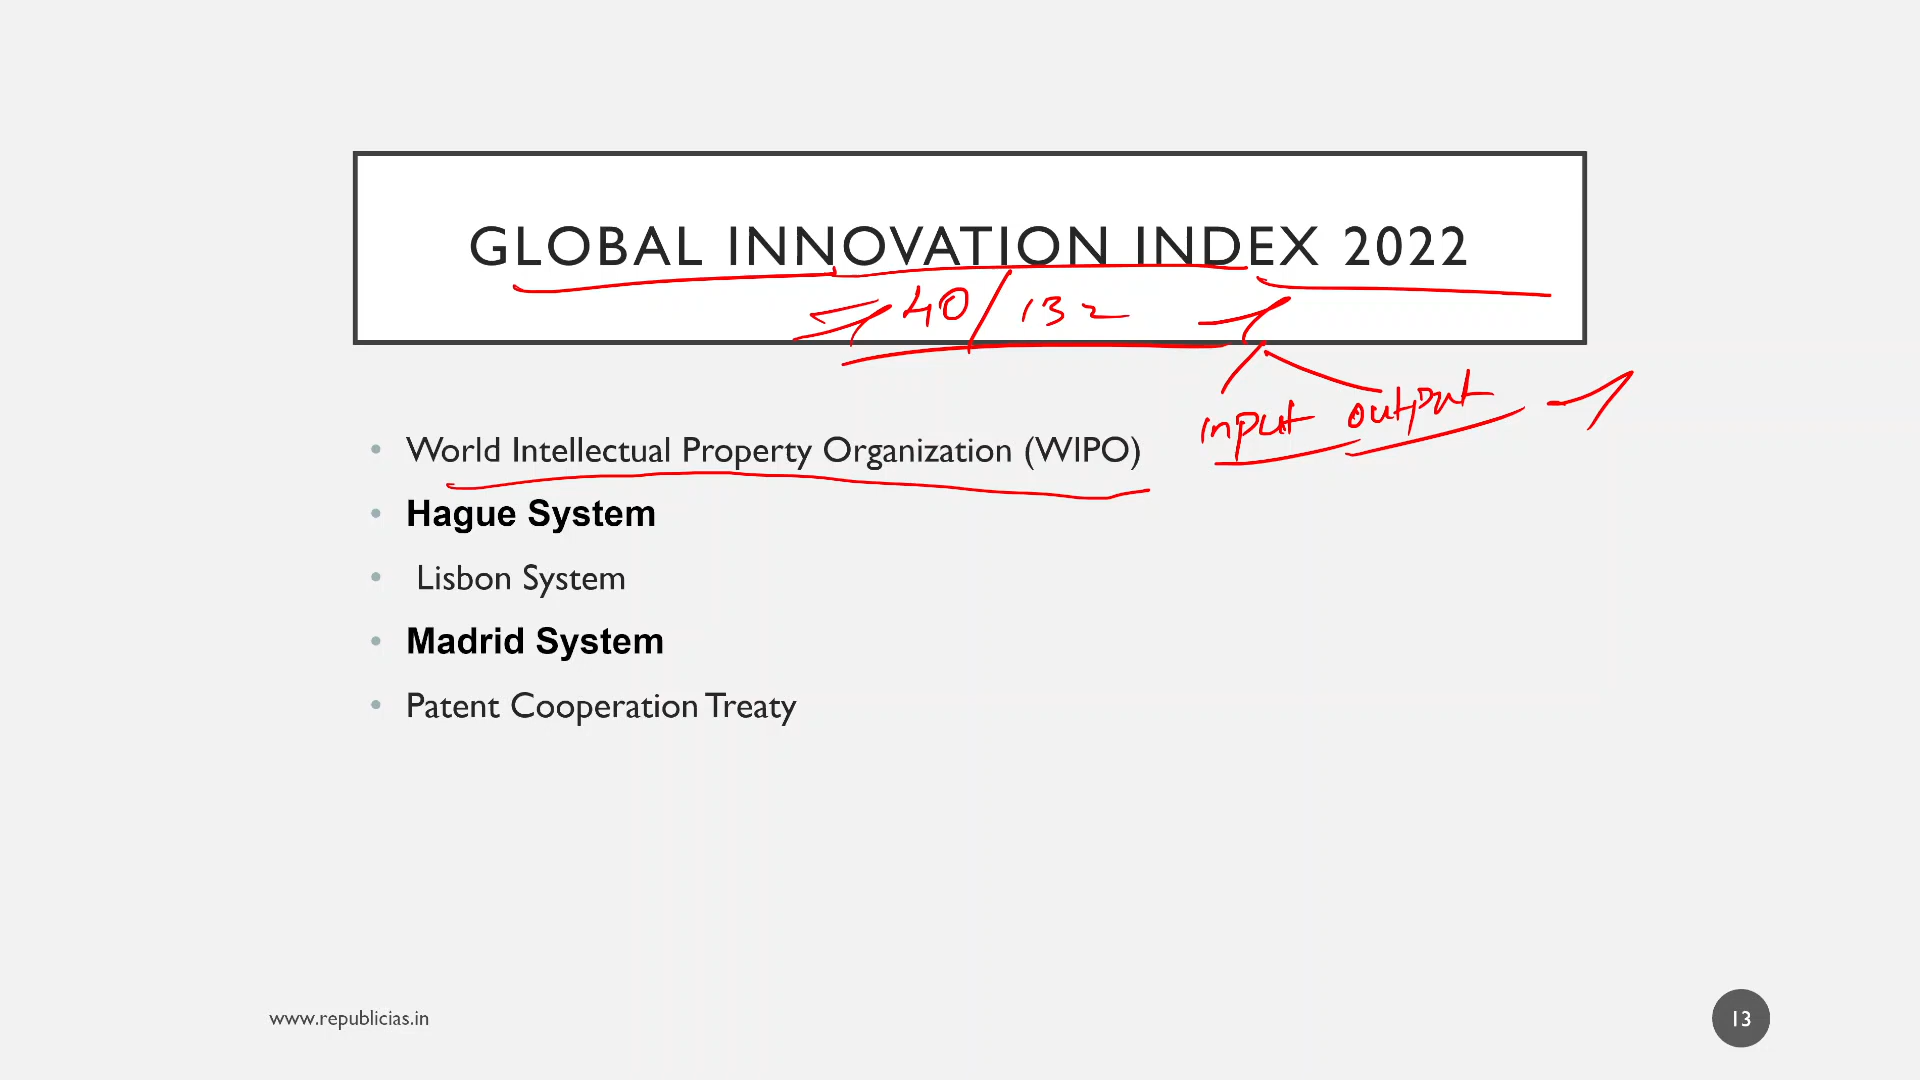 GLOBAL INNOVATION INDEX 2022
40/132
input output
• World Intellectual Property Organization (WIPO)
• Hague System
• Lisbon System
• Madrid System
• Patent Cooperation Treaty
www.republicias.in
13